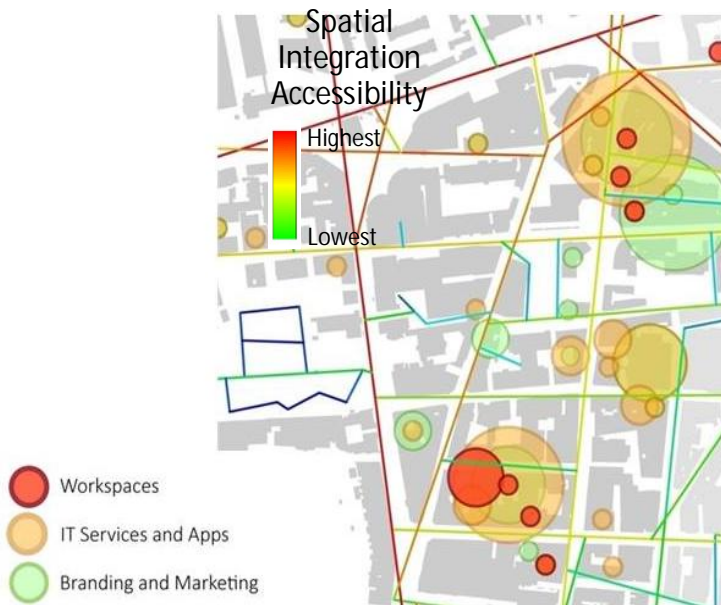 Spatial
Integration
Accessibility
Highest
Lowest
Workspaces
IT Services and Apps
Branding and Marketing